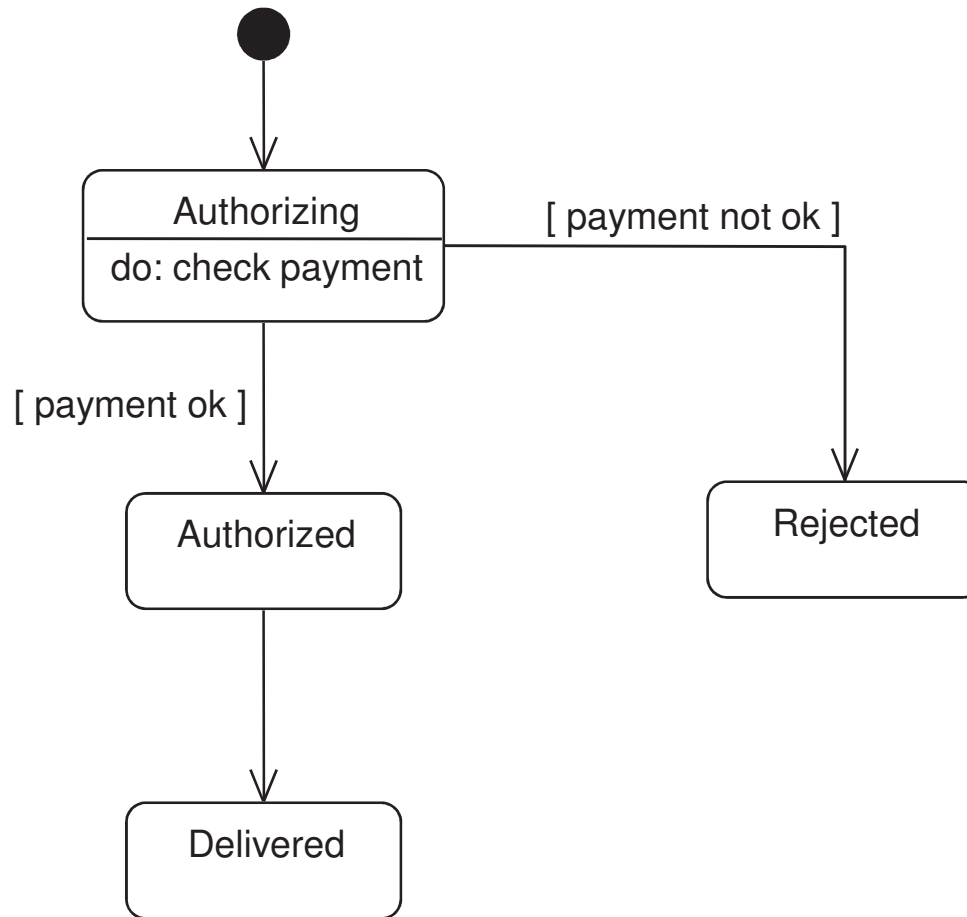 Authorizing
[ payment not ok ]
do: check payment
[ payment ok ]
Authorized
Rejected
Delivered